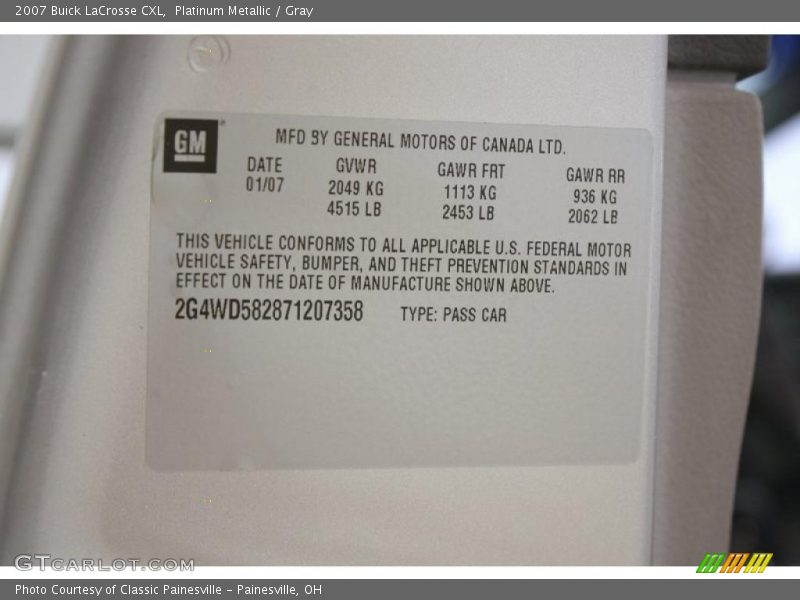 2007 Buick LaCrosse CXL, Platinum Metallic / Gray
GM
MFD BY GENERAL MOTORS OF CANADA LTD.
DATE GVWR GAWR FRT GAWR RR
01/07 2049 KG 1113 KG 936 KG
4515 LB 2453 LB 2062 LB
THIS VEHICLE CONFORMS TO ALL APPLICABLE U.S. FEDERAL MOTOR
VEHICLE SAFETY, BUMPER, AND THEFT PREVENTION STANDARDS IN
EFFECT ON THE DATE OF MANUFACTURE SHOWN ABOVE.
2G4WD582871207358 TYPE: PASS CAR
GTCARLOT.COM
Photo Courtesy of Classic Painesville - Painesville, OH